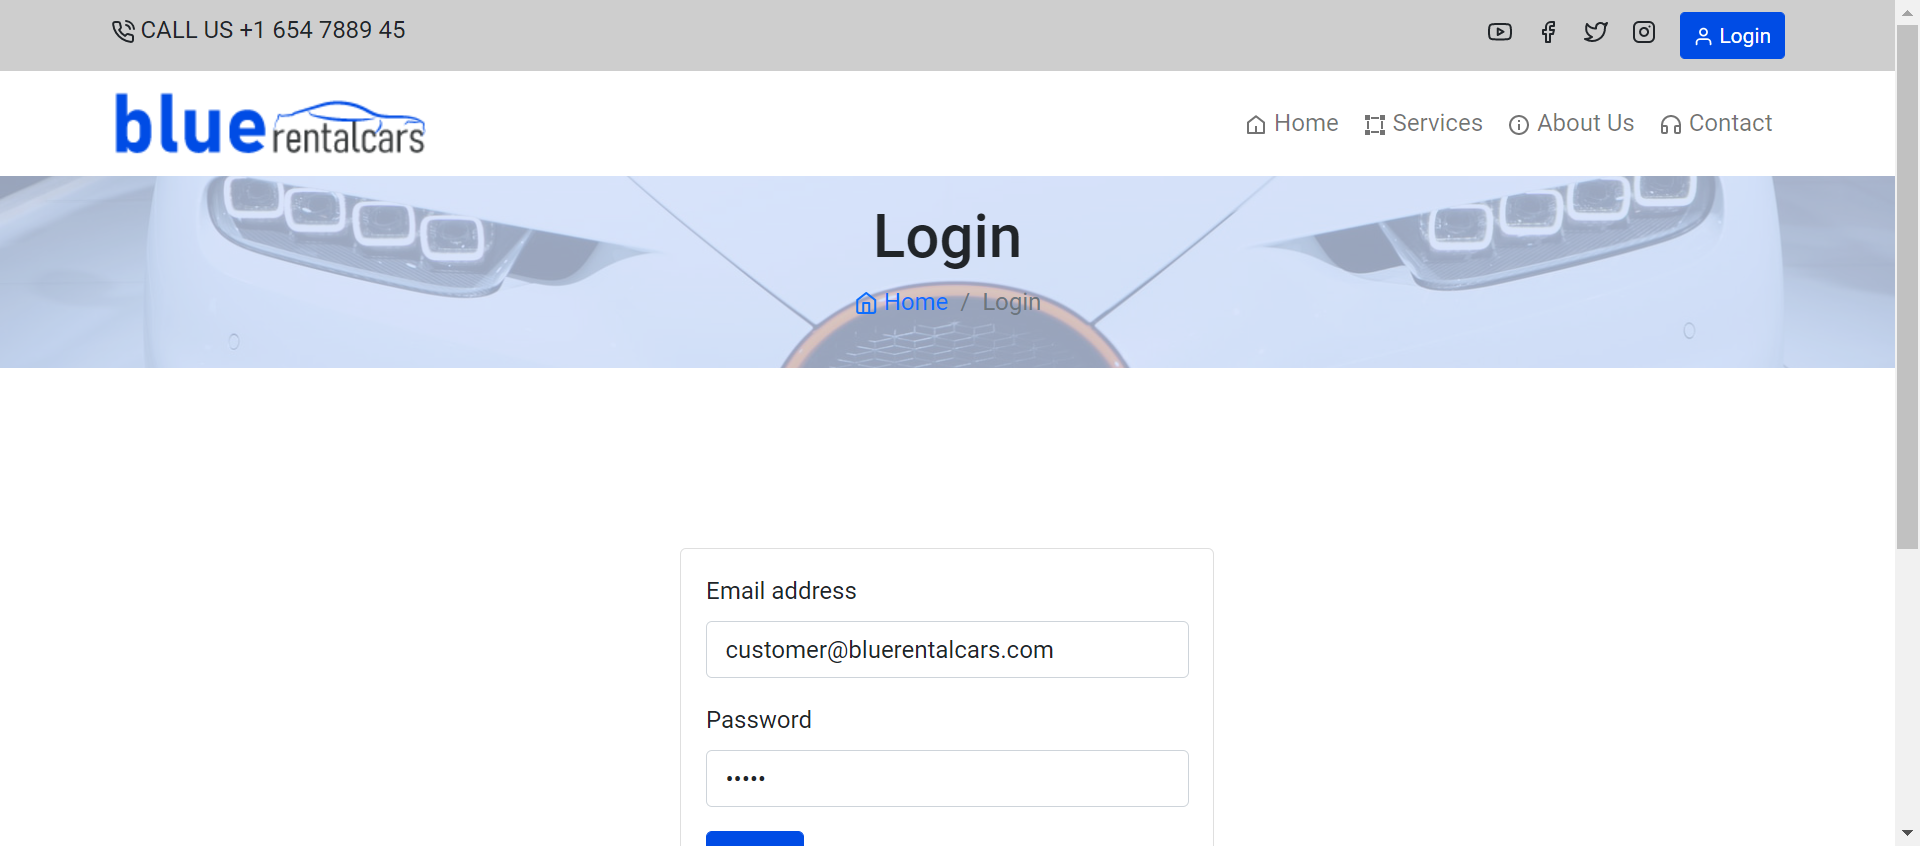 CALL US +1 654 7889 45
Login
blue rentalcars
Home Services About Us Contact
Login
Home / Login
Email address
customer@bluerentalcars.com
Password
•••••